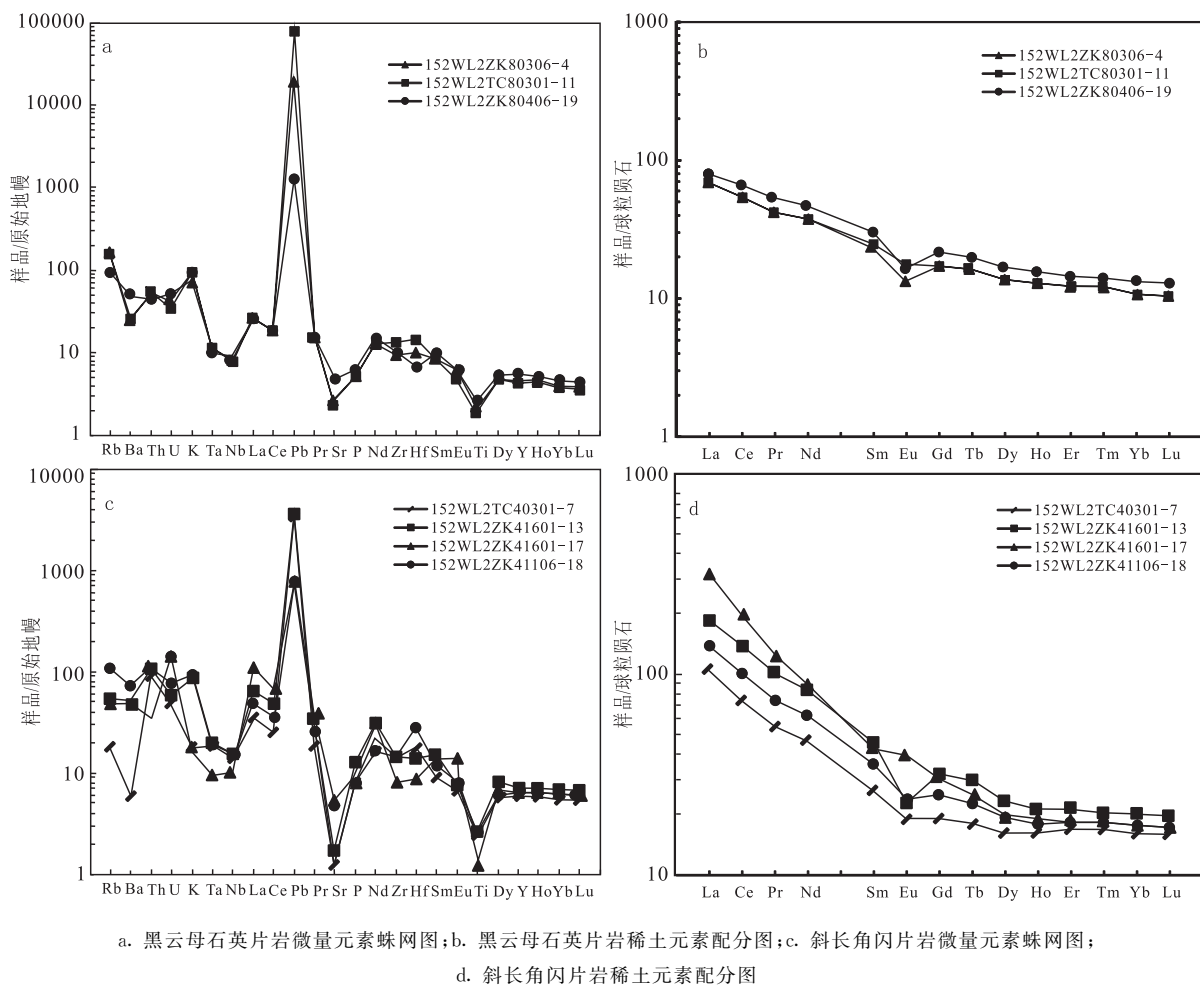 a
100000
10000
1000
100
10
1
样品/原始地幔
152WL2ZK80306-4
152WL2TC80301-11
152WL2ZK80406-19
Rb Ba Th U K Ta Nb La Ce Pb Pr Sr P Nd Zr Hf Sm Eu Ti Dy Y Ho Yb Lu
b
1000
100
10
1
样品/球粒陨石
152WL2ZK80306-4
152WL2TC80301-11
152WL2ZK80406-19
La Ce Pr Nd Sm Eu Gd Tb Dy Ho Er Tm Yb Lu
c
10000
1000
100
10
1
样品/原始地幔
152WL2TC40301-7
152WL2ZK41601-13
152WL2ZK41601-17
152WL2ZK41106-18
Rb Ba Th U K Ta Nb La Ce Pb Pr Sr P Nd Zr Hf Sm Eu Ti Dy Y Ho Yb Lu
d
1000
100
10
样品/球粒陨石
152WL2TC40301-7
152WL2ZK41601-13
152WL2ZK41601-17
152WL2ZK41106-18
La Ce Pr Nd Sm Eu Gd Tb Dy Ho Er Tm Yb Lu
a. 黑云母石英片岩微量元素蛛网图;b. 黑云母石英片岩稀土元素配分图;c. 斜长角闪片岩微量元素蛛网图;
d. 斜长角闪片岩稀土元素配分图